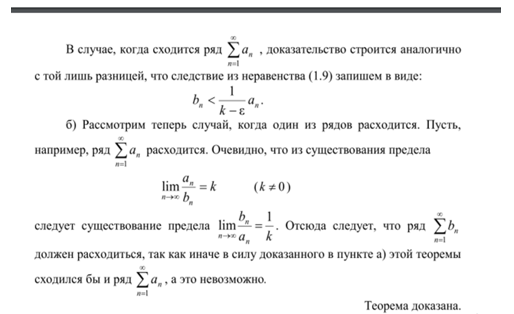 В случае, когда сходится ряд $\sum_{n=1}^{\infty} a_n$ , доказательство строится аналогично
с той лишь разницей, что следствие из неравенства (1.9) запишем в виде:
$b_n < \frac{1}{k - \varepsilon} a_n.$
б) Рассмотрим теперь случай, когда один из рядов расходится. Пусть,
например, ряд $\sum_{n=1}^{\infty} a_n$ расходится. Очевидно, что из существования предела
$\lim_{n \to \infty} \frac{a_n}{b_n} = k \quad (k \neq 0)$
следует существование предела $\lim_{n \to \infty} \frac{b_n}{a_n} = \frac{1}{k}$. Отсюда следует, что ряд $\sum_{n=1}^{\infty} b_n$
должен расходиться, так как иначе в силу доказанного в пункте а) этой теоремы
сходился бы и ряд $\sum_{n=1}^{\infty} a_n$, а это невозможно.
Теорема доказана.